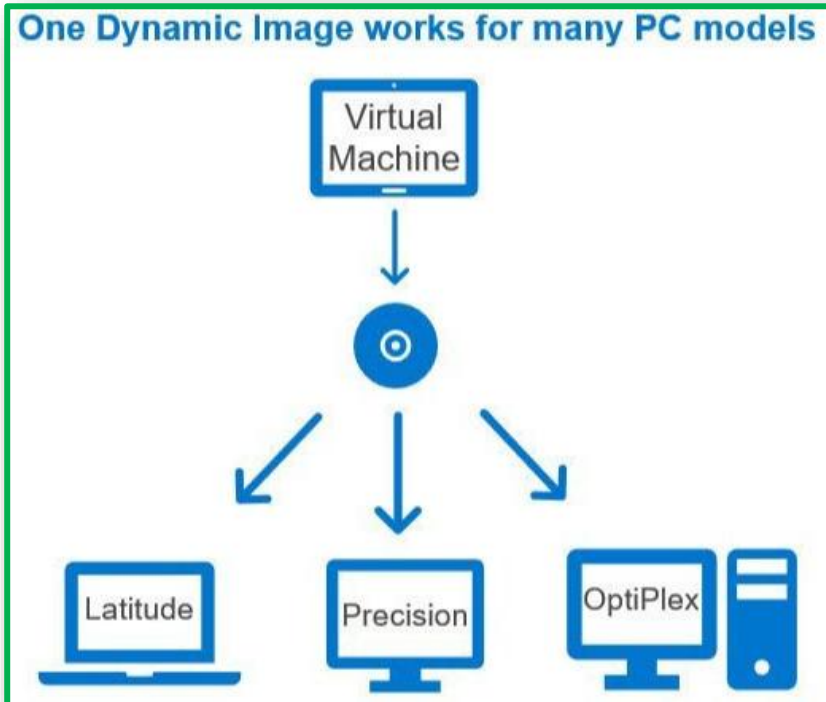 One Dynamic Image works for many PC models
Virtual
Machine
Latitude
Precision
OptiPlex